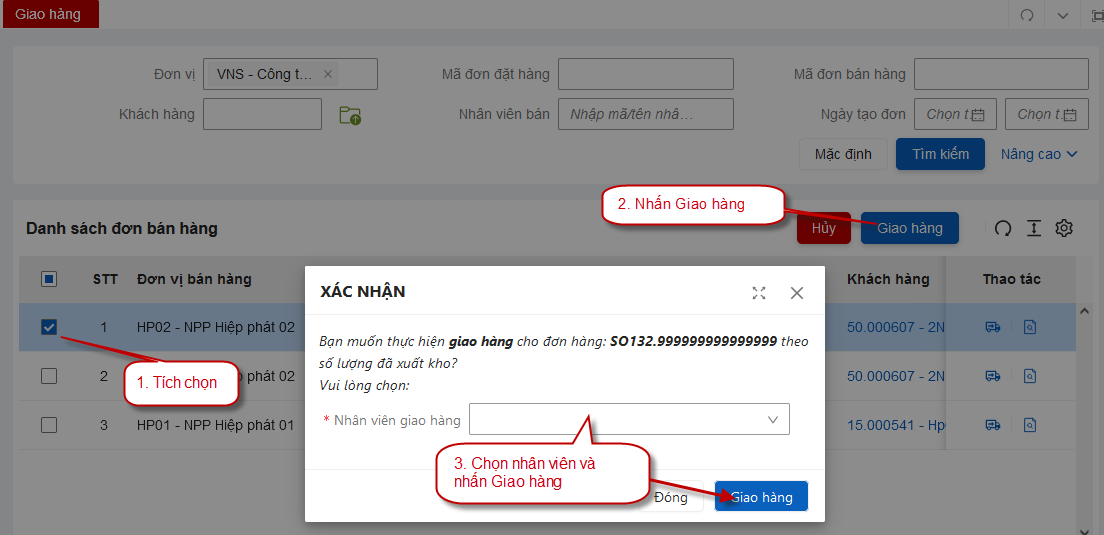 Giao hàng
Đơn vị VNS - Công t... × Mã đơn đặt hàng Mã đơn bán hàng
Khách hàng Nhân viên bán Nhập mã/tên nhâ... Ngày tạo đơn Chọn t. Chọn t.
Mặc định Tìm kiếm Nâng cao
2. Nhấn Giao hàng
Danh sách đơn bán hàng Hủy Giao hàng
STT Đơn vị bán hàng Khách hàng Thao tác
XÁC NHẬN
1 HP02 - NPP Hiệp phát 02 50.000607 - 2N
Bạn muốn thực hiện giao hàng cho đơn hàng: SO132.999999999999999 theo
số lượng đã xuất kho?
2 phát 02 50.000607 - 2N
1. Tích chọn
Vui lòng chọn:
3 HP01 - NPP Hiệp phát 01 15.000541 - Hp
* Nhân viên giao hàng
3. Chọn nhân viên và
nhấn Giao hàng
Đóng Giao hàng